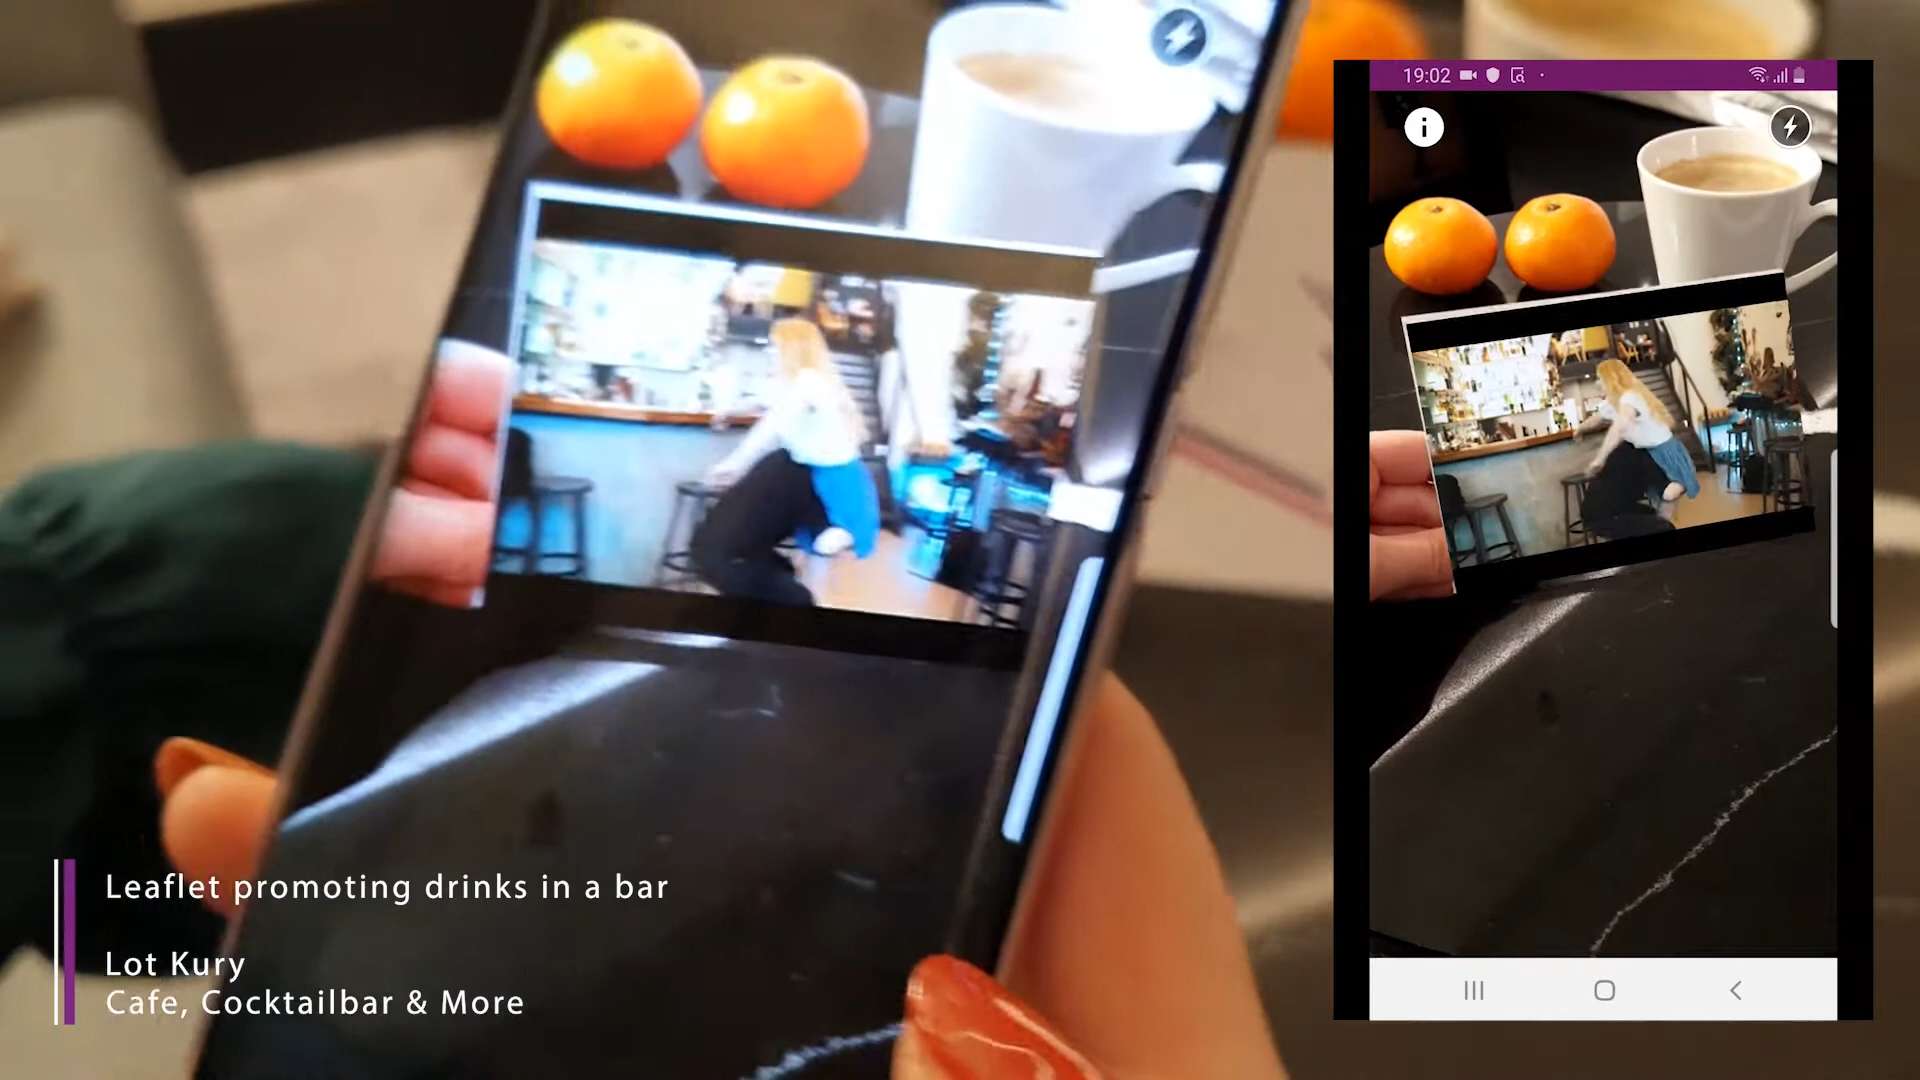 19:02
Leaflet promoting drinks in a bar
Lot Kury
Cafe, Cocktailbar & More